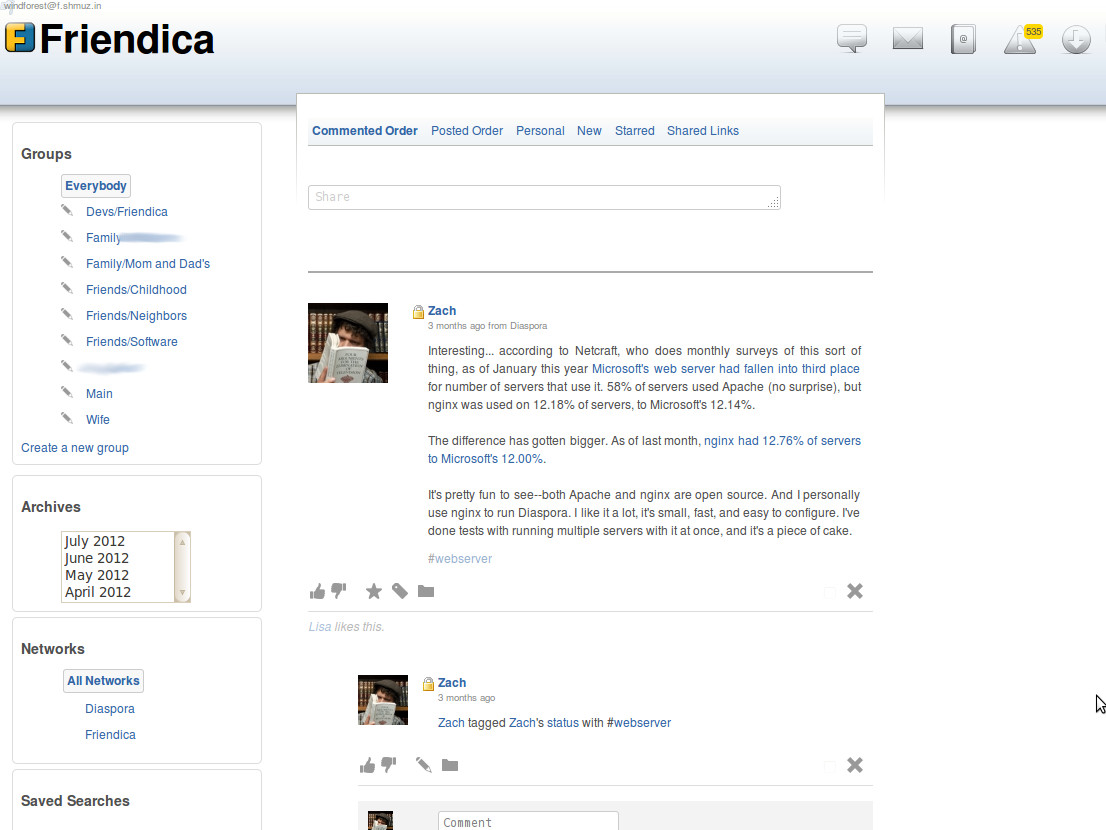 windforest@f.shmuz.in
Friendica
@
535
Commented Order Posted Order Personal New Starred Shared Links
Share
Groups
Everybody
Devs/Friendica
Family
Family/Mom and Dad's
Friends/Childhood
Friends/Neighbors
Friends/Software
Main
Wife
Create a new group
Archives
July 2012
June 2012
May 2012
April 2012
Networks
All Networks
Diaspora
Friendica
Saved Searches
Zach
3 months ago from Diaspora
Interesting... according to Netcraft, who does monthly surveys of this sort of
thing, as of January this year Microsoft's web server had fallen into third place
for number of servers that use it. 58% of servers used Apache (no surprise), but
nginx was used on 12.18% of servers, to Microsoft's 12.14%.
The difference has gotten bigger. As of last month, nginx had 12.76% of servers
to Microsoft's 12.00%.
It's pretty fun to see--both Apache and nginx are open source. And I personally
use nginx to run Diaspora. I like it a lot, it's small, fast, and easy to configure. I've
done tests with running multiple servers with it at once, and it's a piece of cake.
#webserver
Lisa likes this.
Zach
3 months ago
Zach tagged Zach's status with #webserver
Comment